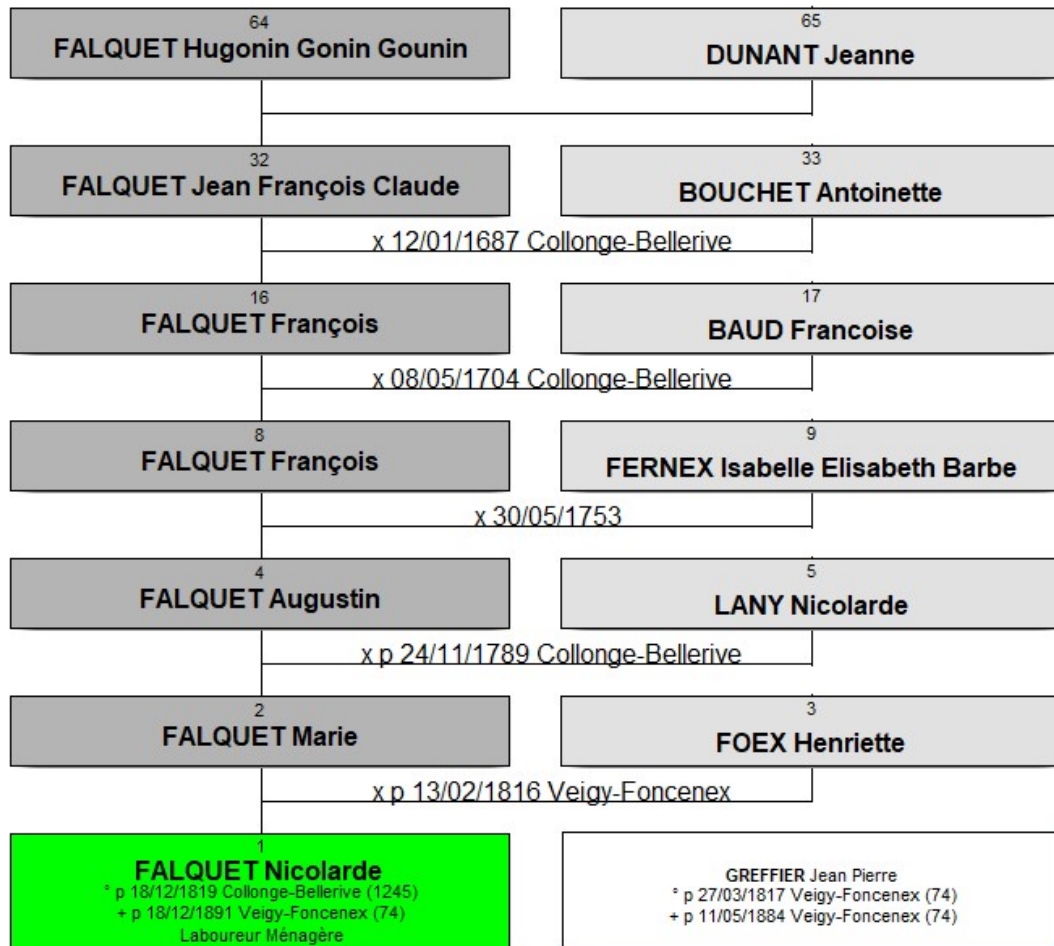 64
FALQUET Hugonin Gonin Gounin
65
DUNANT Jeanne
32
FALQUET Jean François Claude
33
BOUCHET Antoinette
x 12/01/1687 Collonge-Bellerive
16
FALQUET François
17
BAUD Francoise
x 08/05/1704 Collonge-Bellerive
8
FALQUET François
9
FERNEX Isabelle Elisabeth Barbe
x 30/05/1753
4
FALQUET Augustin
5
LANY Nicolarde
x p 24/11/1789 Collonge-Bellerive
2
FALQUET Marie
3
FOEX Henriette
x p 13/02/1816 Veigy-Foncenex
1
FALQUET Nicolarde
° p 18/12/1819 Collonge-Bellerive (1245)
+ p 18/12/1891 Veigy-Foncenex (74)
Laboureur Ménagère
GREFFIER Jean Pierre
° p 27/03/1817 Veigy-Foncenex (74)
+ p 11/05/1884 Veigy-Foncenex (74)